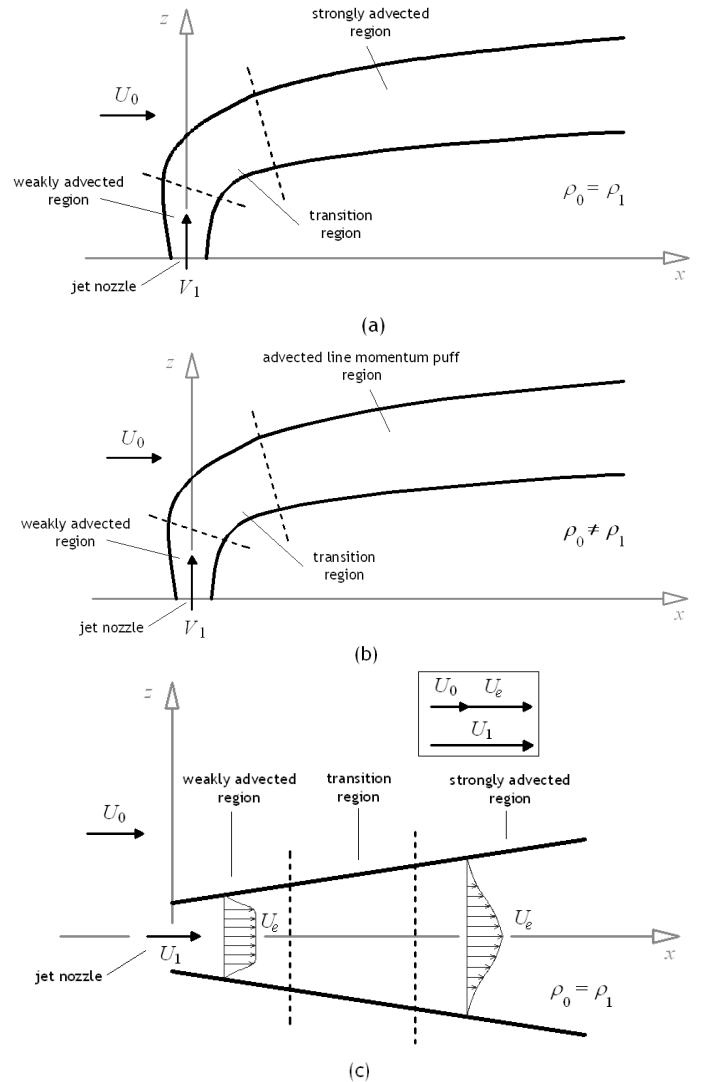 z
strongly advected
region
U₀
weakly advected
region
transition
region
ρ₀ = ρ₁
jet nozzle
V₁
x
(a)
z
advected line momentum puff
region
U₀
weakly advected
region
transition
region
ρ₀ ≠ ρ₁
jet nozzle
V₁
x
(b)
z
U₀ Uₑ
U₁
weakly advected
region
transition
region
strongly advected
region
U₀
Uₑ
Uₑ
U₁
x
jet nozzle
ρ₀ = ρ₁
(c)